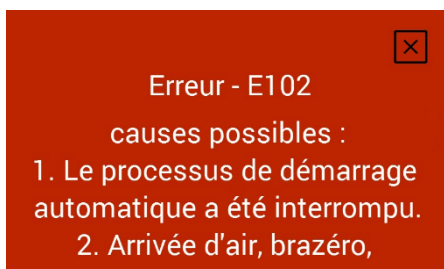 Erreur - E102
causes possibles :
1. Le processus de démarrage
automatique a été interrompu.
2. Arrivée d'air, brazéro,